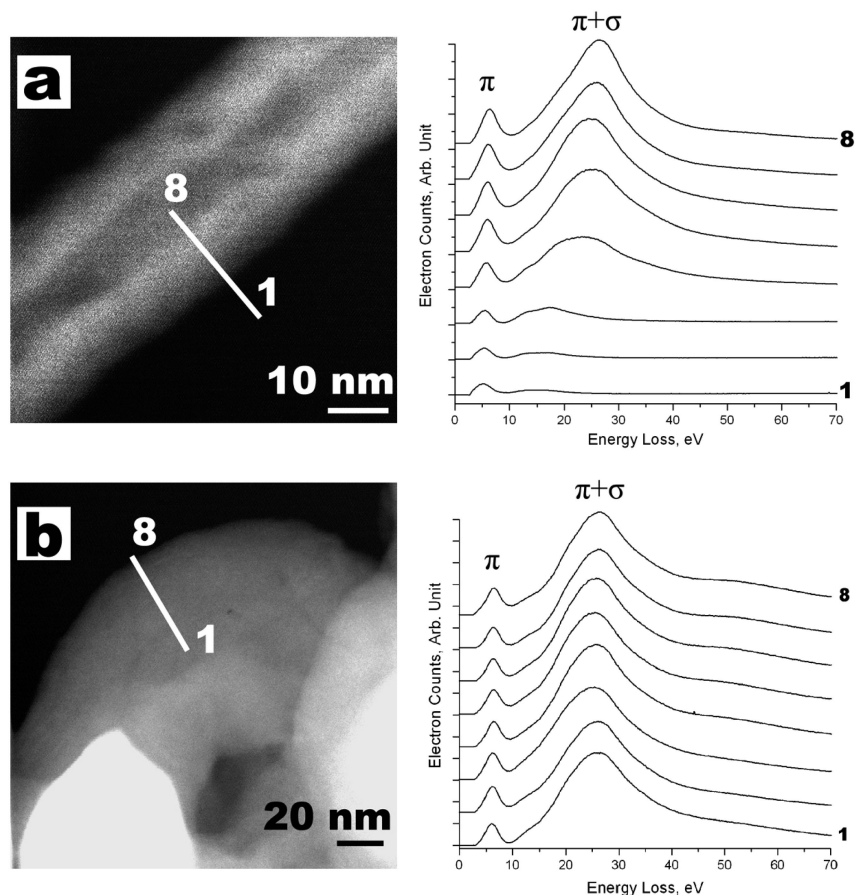 a
8
1
10 nm
π+σ
π
8
1
Electron Counts, Arb. Unit
0 10 20 30 40 50 60 70
Energy Loss, eV
b
8
1
20 nm
π+σ
π
8
1
Electron Counts, Arb. Unit
0 10 20 30 40 50 60 70
Energy Loss, eV